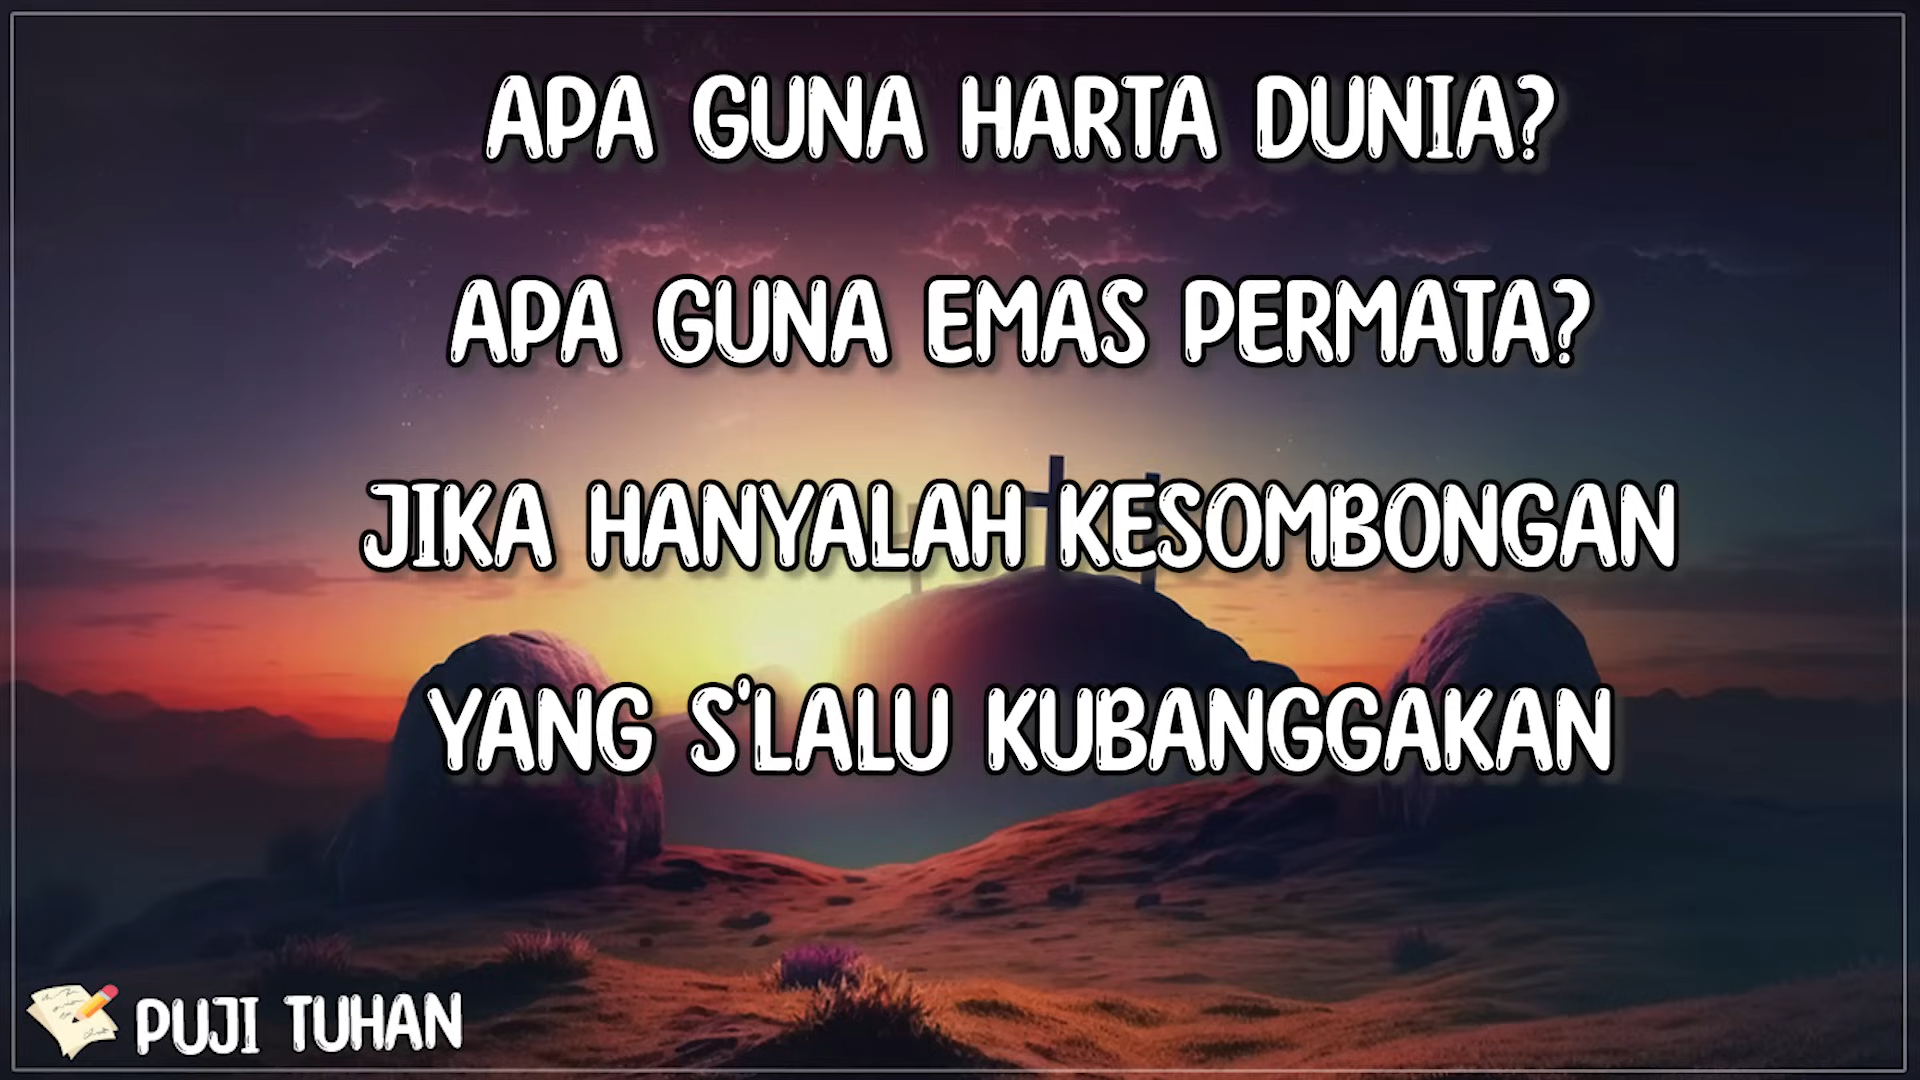 APA GUNA HARTA DUNIA?
APA GUNA EMAS PERMATA?
JIKA HANYALAH KESOMBONGAN
YANG S'LALU KUBANGGAKAN
PUJI TUHAN